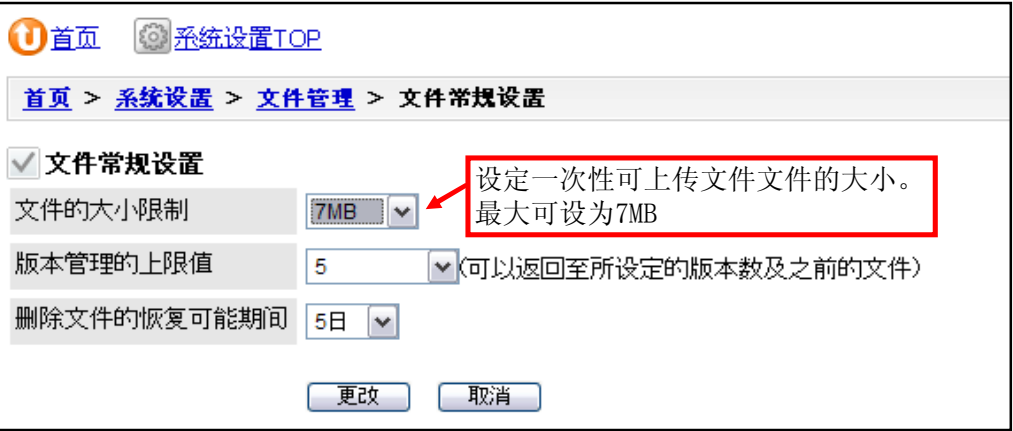 首页 系统设置TOP
首页 > 系统设置 > 文件管理 > 文件常规设置
文件常规设置
设定一次性可上传文件文件的大小。
最大可设为7MB
文件的大小限制 7MB
版本管理的上限值 5 (可以返回至所设定的版本数及之前的文件)
删除文件的恢复可能期间 5日
更改 取消